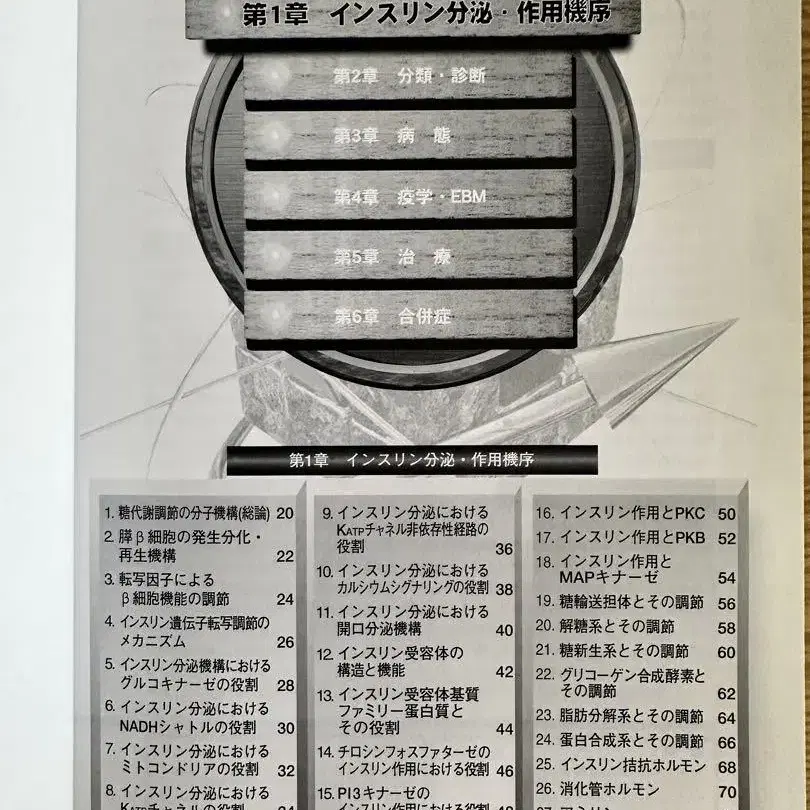 第1章 インスリン分泌・作用機序
第2章 分類・診断
第3章 病 態
第4章 疫学・EBM
第5章 治 療
第6章 合併症
第1章 インスリン分泌・作用機序
1. 糖代謝調節の分子機構(総論) 20
2. 膵β細胞の発生分化・
再生機構 22
3. 転写因子による
β細胞機能の調節 24
4. インスリン遺伝子転写調節の
メカニズム 26
5. インスリン分泌機構における
グルコキナーゼの役割 28
6. インスリン分泌における
NADHシャトルの役割 30
7. インスリン分泌における
ミトコンドリアの役割 32
8. インスリン分泌における
KATPチャネルの役割 34
9. インスリン分泌における
KATPチャネル非依存性経路の
役割 36
10. インスリン分泌における
カルシウムシグナリングの役割 38
11. インスリン分泌における
開口分泌機構 40
12. インスリン受容体の
構造と機能 42
13. インスリン受容体基質
ファミリー蛋白質と
その役割 44
14. チロシンフォスファターゼの
インスリン作用における役割 46
15. PI3キナーゼの
インスリン作用における役割 48
16. インスリン作用とPKC 50
17. インスリン作用とPKB 52
18. インスリン作用と
MAPキナーゼ 54
19. 糖輸送担体とその調節 56
20. 解糖系とその調節 58
21. 糖新生系とその調節 60
22. グリコーゲン合成酵素と
その調節 62
23. 脂肪分解系とその調節 64
24. 蛋白合成系とその調節 66
25. インスリン拮抗ホルモン 68
26. 消化管ホルモン 70